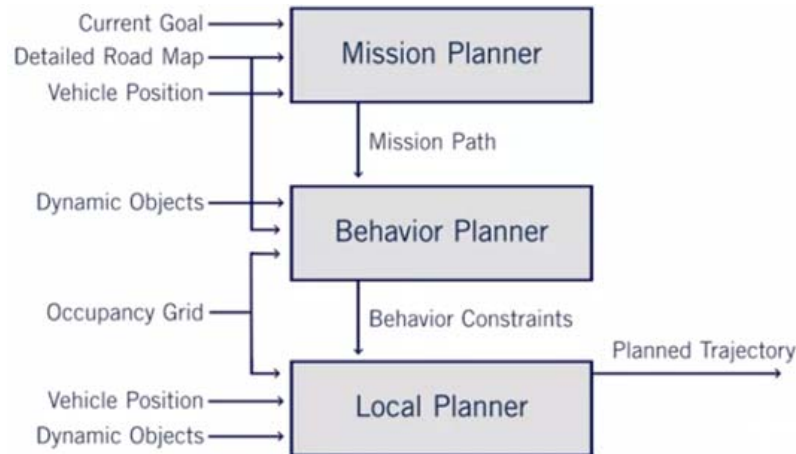 Current Goal
Detailed Road Map
Vehicle Position
Mission Planner
Mission Path
Dynamic Objects
Behavior Planner
Occupancy Grid
Behavior Constraints
Planned Trajectory
Vehicle Position
Dynamic Objects
Local Planner